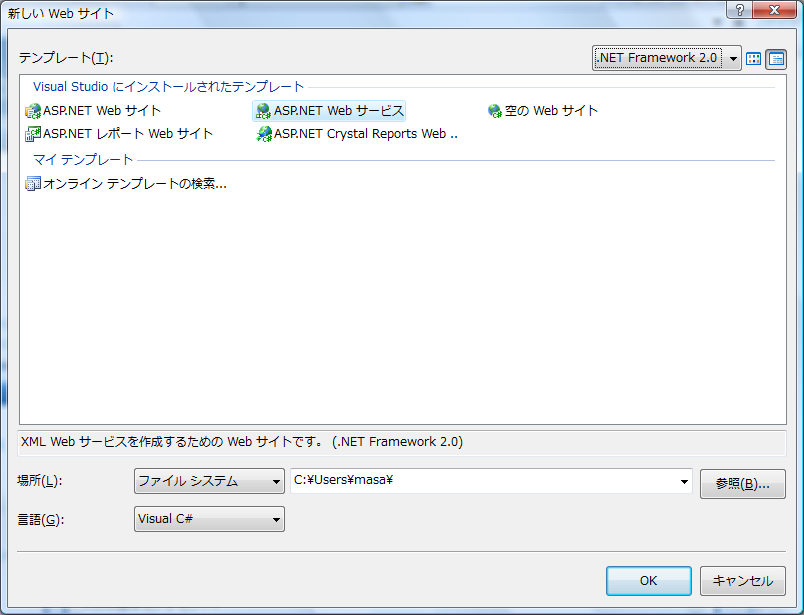 新しい Web サイト
テンプレート(T):
.NET Framework 2.0
Visual Studio にインストールされたテンプレート
ASP.NET Web サイト
ASP.NET Web サービス
空の Web サイト
ASP.NET レポート Web サイト
ASP.NET Crystal Reports Web ..
マイ テンプレート
オンライン テンプレートの検索...
XML Web サービスを作成するための Web サイトです。 (.NET Framework 2.0)
場所(L):
ファイル システム
C:¥Users¥masa¥
参照(B)...
言語(G):
Visual C#
OK
キャンセル